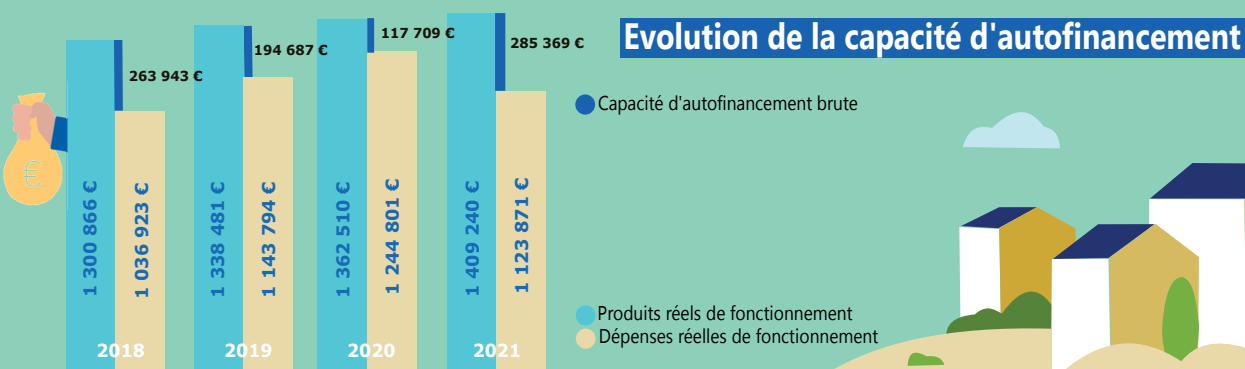 Evolution de la capacité d'autofinancement
263 943 €
194 687 €
117 709 €
285 369 €
Capacité d'autofinancement brute
1 300 866 €
1 036 923 €
1 338 481 €
1 143 794 €
1 362 510 €
1 244 801 €
1 409 240 €
1 123 871 €
Produits réels de fonctionnement
Dépenses réelles de fonctionnement
2018
2019
2020
2021
€